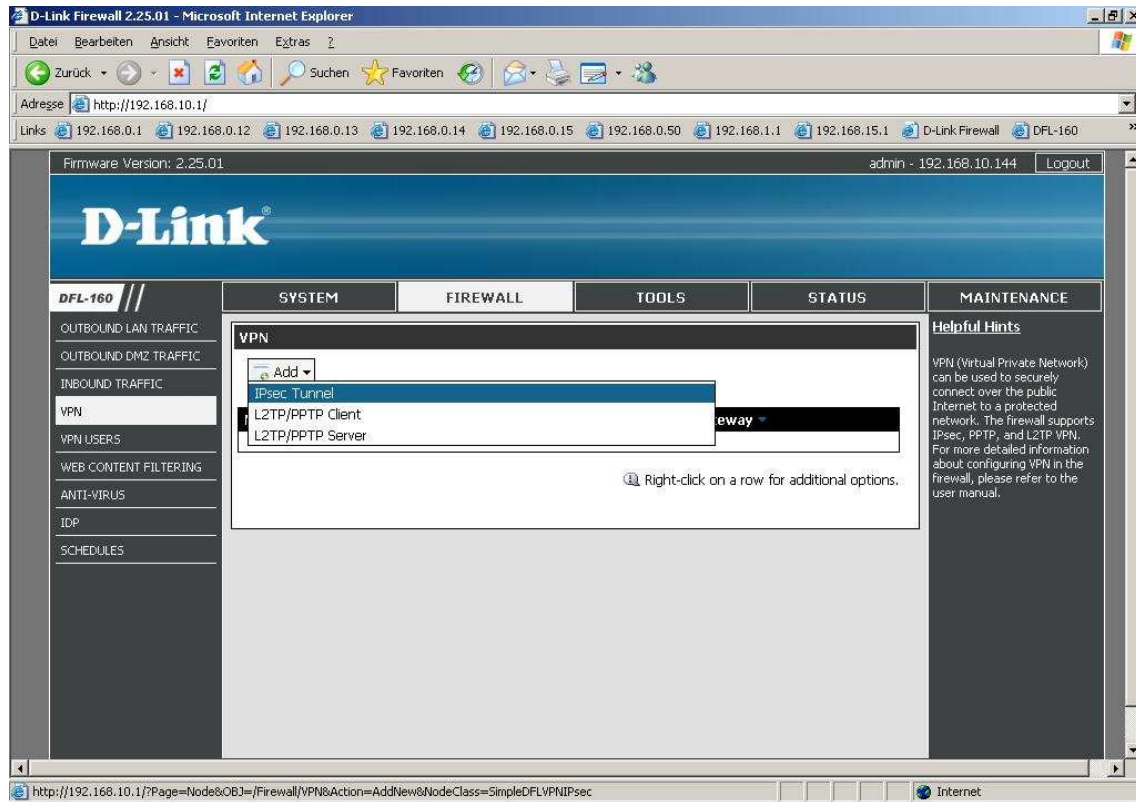 D-Link Firewall 2.25.01 - Microsoft Internet Explorer
Datei Bearbeiten Ansicht Favoriten Extras ?
Zurück Suchen Favoriten
Adresse http://192.168.10.1/
Links 192.168.0.1 192.168.0.12 192.168.0.13 192.168.0.14 192.168.0.15 192.168.0.50 192.168.1.1 192.168.15.1 D-Link Firewall DFL-160 »
Firmware Version: 2.25.01 admin - 192.168.10.144 Logout
D-Link®
DFL-160 SYSTEM FIREWALL TOOLS STATUS MAINTENANCE
OUTBOUND LAN TRAFFIC
OUTBOUND DMZ TRAFFIC
INBOUND TRAFFIC
VPN
VPN USERS
WEB CONTENT FILTERING
ANTI-VIRUS
IDP
SCHEDULES
VPN
Add
IPsec Tunnel
L2TP/PPTP Client
L2TP/PPTP Server
eway
Right-click on a row for additional options.
Helpful Hints
VPN (Virtual Private Network)
can be used to securely
connect over the public
Internet to a protected
network. The firewall supports
IPsec, PPTP, and L2TP VPN.
For more detailed information
about configuring VPN in the
firewall, please refer to the
user manual.
http://192.168.10.1/?Page=Node&OBJ=/Firewall/VPN&Action=AddNew&NodeClass=SimpleDFLVPNIPsec Internet